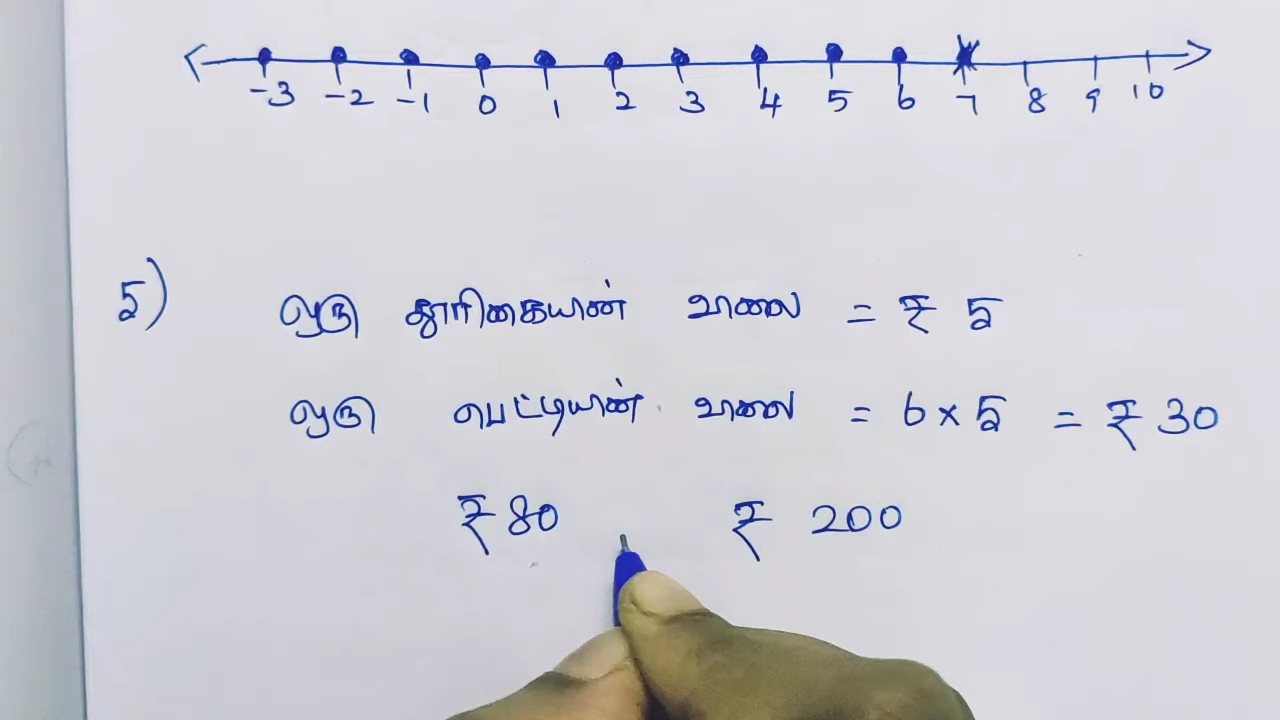 -3 -2 -1 0 1 2 3 4 5 6 7 8 9 10
5) ஒரு தூரிகையின் விலை = ₹ 5
ஒரு பெட்டியின் விலை = 6 × 5 = ₹ 30
₹ 80 ₹ 200